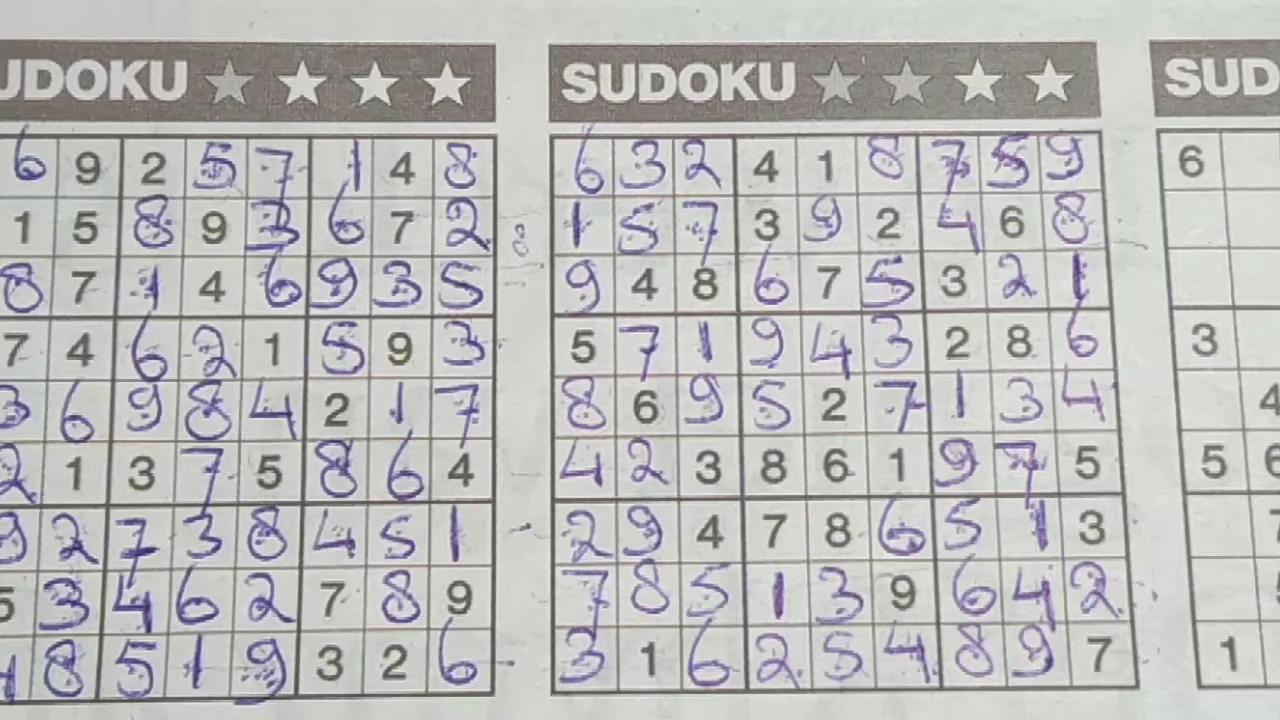 UDOKU
6 9 2 5 7 1 4 8
1 5 8 9 3 6 7 2
8 7 1 4 6 9 3 5
7 4 6 2 1 5 9 3
3 6 9 8 4 2 1 7
2 1 3 7 5 8 6 4
9 2 7 3 8 4 5 1
5 3 4 6 2 7 8 9
4 8 5 1 9 3 2 6
SUDOKU
6 3 2 4 1 8 7 5 9
1 5 7 3 9 2 4 6 8
9 4 8 6 7 5 3 2 1
5 7 1 9 4 3 2 8 6
8 6 9 5 2 7 1 3 4
4 2 3 8 6 1 9 7 5
2 9 4 7 8 6 5 1 3
7 8 5 1 3 9 6 4 2
3 1 6 2 5 4 8 9 7
SUD
6
3
4
5 6
7
1